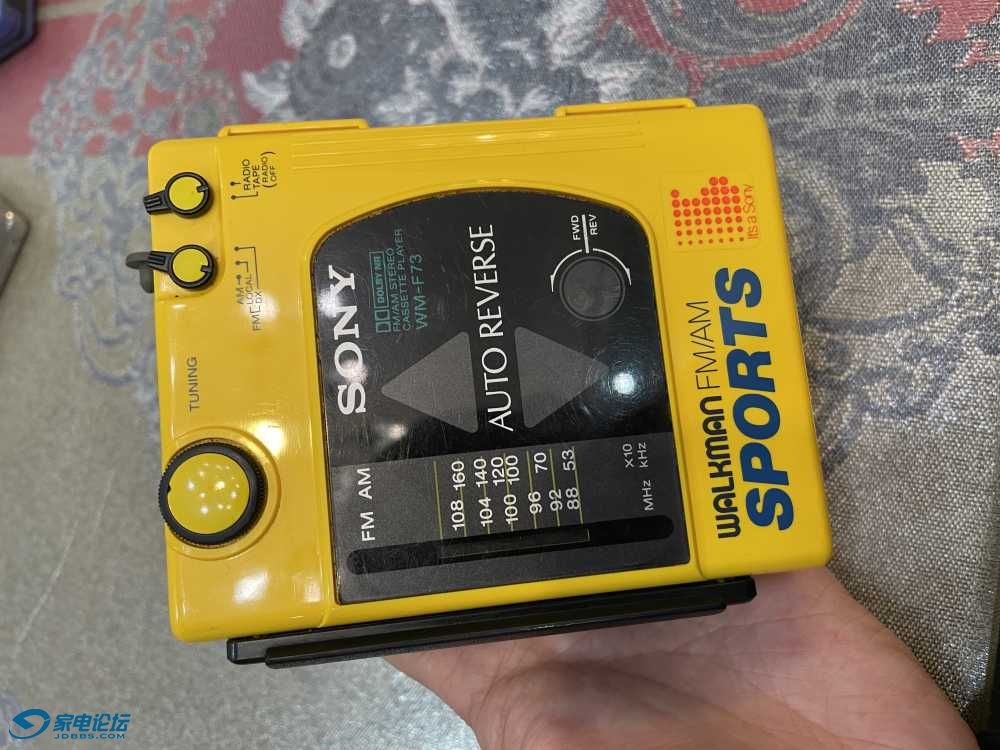 RADIO
TAPE
(RADIO OFF)
AM
FM LOCAL
DX
TUNING
SONY
DOLBY NR
FM/AM STEREO
CASSETTE PLAYER
WM-F73
AUTO REVERSE
FWD
REV
FM AM
108 160
104 140
120
100 100
96 70
92
88 53
MHz X10 kHz
It's a Sony
WALKMAN FM/AM
SPORTS
家电论坛
JDBBS.COM